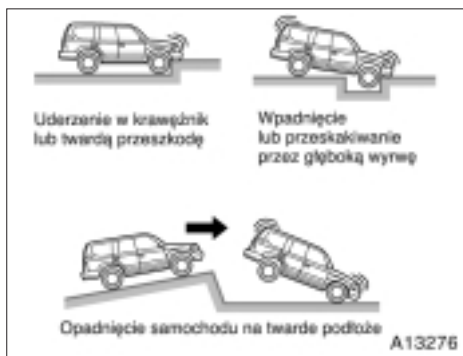 Uderzenie w krawężnik
lub twardą przeszkodę
Wpadnięcie
lub przeskakiwanie
przez głęboką wyrwę
Opadnięcie samochodu na twarde podłoże
A13276